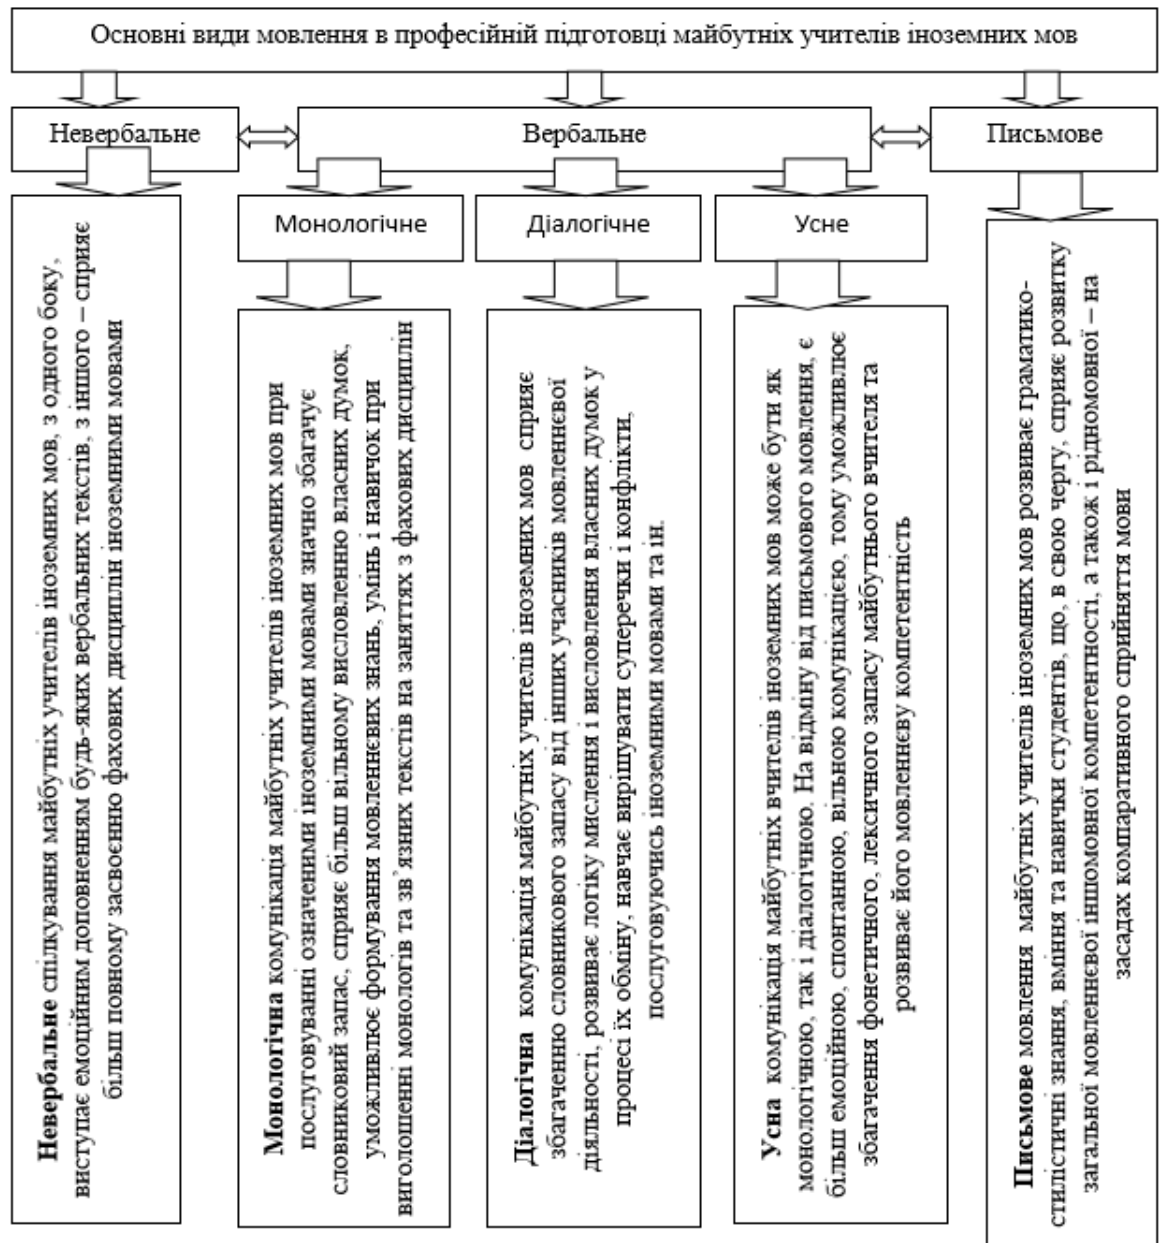 Основні види мовлення в професійній підготовці майбутніх учителів іноземних мов
Невербальне
Вербальне
Письмове
Монологічне
Діалогічне
Усне
Невербальне спілкування майбутніх учителів іноземних мов, з одного боку,
виступає емоційним доповненням будь-яких вербальних текстів, з іншого – сприяє
більш повному засвоєнню фахових дисциплін іноземними мовами
Монологічна комунікація майбутніх учителів іноземних мов при
послуговуванні означеними іноземними мовами значно збагачує
словниковий запас, сприяє більш вільному висловленню власних думок,
уможливлює формування мовленнєвих знань, умінь і навичок при
виголошенні монологів та зв`язних текстів на заняттях з фахових дисциплін
Діалогічна комунікація майбутніх учителів іноземних мов сприяє
збагаченню словникового запасу від інших учасників мовленнєвої
діяльності, розвиває логіку мислення і висловлення власних думок у
процесі їх обміну, навчає вирішувати суперечки і конфлікти,
послуговуючись іноземними мовами та ін.
Усна комунікація майбутніх вчителів іноземних мов може бути як
монологічною, так і діалогічною. На відміну від письмового мовлення, є
більш емоційною, спонтанною, вільною комунікацією, тому уможливлює
збагачення фонетичного, лексичного запасу майбутнього вчителя та
розвиває його мовленнєву компетентність
Письмове мовлення майбутніх учителів іноземних мов розвиває граматико-
стилістичні знання, вміння та навички студентів, що, в свою чергу, сприяє розвитку
загальної мовленнєвої іншомовної компетентності, а також і рідномовної – на
засадах компаративного сприйняття мови